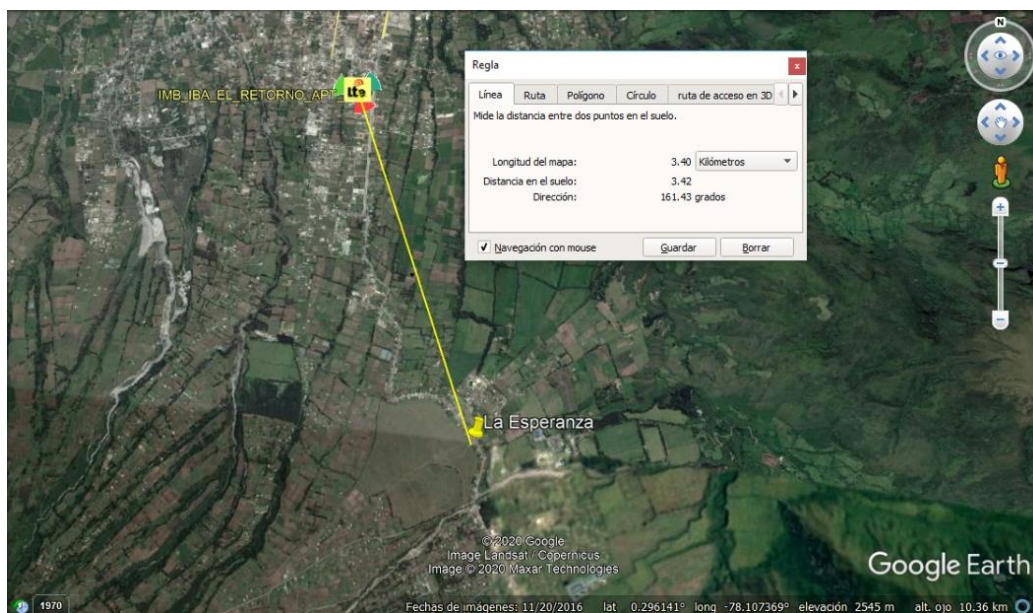 IMB_IBA_EL_RETORNO_APT
Lte
Regla
x
Línea Ruta Polígono Círculo ruta de acceso en 3D
Mide la distancia entre dos puntos en el suelo.
Longitud del mapa: 3.40 Kilómetros
Distancia en el suelo: 3.42
Dirección: 161.43 grados
Navegación con mouse Guardar Borrar
N
La Esperanza
© 2020 Google
Image Landsat / Copernicus
Image © 2020 Maxar Technologies
Google Earth
1970
Fechas de imágenes: 11/20/2016 lat 0.296141° long -78.107369° elevación 2545 m alt. ojo 10.36 km